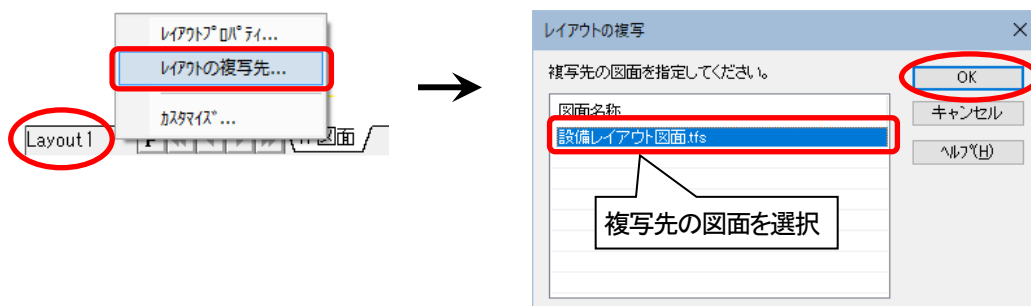 ﾚｲｱｳﾄﾌﾟﾛﾊﾟﾃｨ...
ﾚｲｱｳﾄの複写先...
ｶｽﾀﾏｲｽﾞ...
Layout1
図面
レイアウトの複写
複写先の図面を指定してください。
図面名称
設備レイアウト図面.tfs
複写先の図面を選択
OK
キャンセル
ﾍﾙﾌﾟ(H)